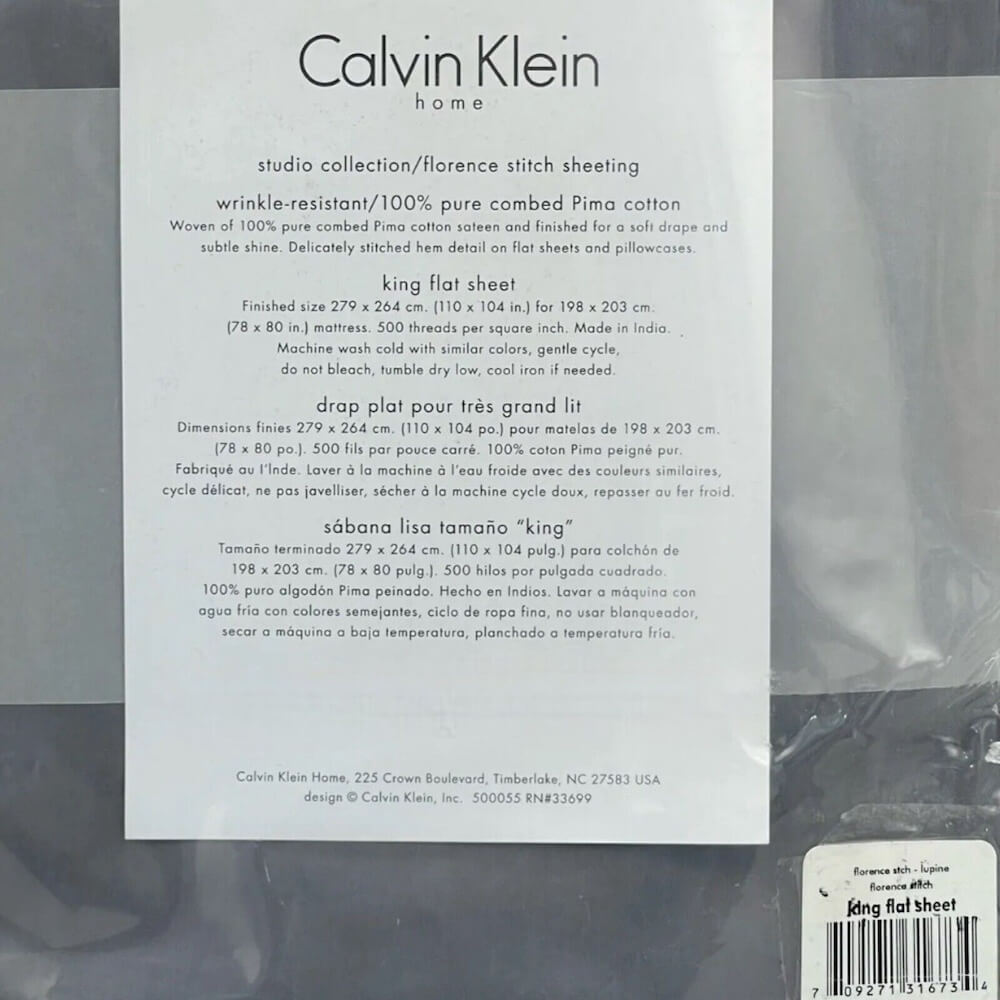 Calvin Klein
home
studio collection/florence stitch sheeting
wrinkle-resistant/100% pure combed Pima cotton
Woven of 100% pure combed Pima cotton sateen and finished for a soft drape and
subtle shine. Delicately stitched hem detail on flat sheets and pillowcases.
king flat sheet
Finished size 279 x 264 cm. (110 x 104 in.) for 198 x 203 cm.
(78 x 80 in.) mattress. 500 threads per square inch. Made in India.
Machine wash cold with similar colors, gentle cycle,
do not bleach, tumble dry low, cool iron if needed.
drap plat pour très grand lit
Dimensions finies 279 x 264 cm. (110 x 104 po.) pour matelas de 198 x 203 cm.
(78 x 80 po.). 500 fils par pouce carré. 100% coton Pima peigné pur.
Fabriqué au l'Inde. Laver à la machine à l'eau froide avec des couleurs similaires,
cycle délicat, ne pas javelliser, sécher à la machine cycle doux, repasser au fer froid.
sábana lisa tamaño "king"
Tamaño terminado 279 x 264 cm. (110 x 104 pulg.) para colchón de
198 x 203 cm. (78 x 80 pulg.). 500 hilos por pulgada cuadrado.
100% puro algodón Pima peinado. Hecho en Indios. Lavar a máquina con
agua fría con colores semejantes, ciclo de ropa fina, no usar blanqueador,
secar a máquina a baja temperatura, planchado a temperatura fría.
Calvin Klein Home, 225 Crown Boulevard, Timberlake, NC 27583 USA
design © Calvin Klein, Inc. 500055 RN#33699
florence stch - lupine
florence stitch
king flat sheet
7 09271 31673 4